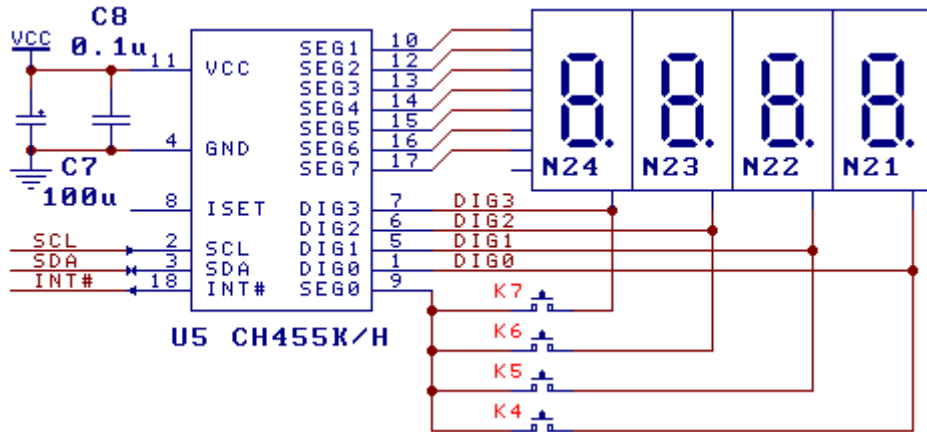 C8
VCC 0.1u
11 VCC
SEG1 10
SEG2 12
SEG3 13
SEG4 14
SEG5 15
SEG6 16
SEG7 17
4 GND
C7
100u
8 ISET
DIG3 7 DIG3
DIG2 6 DIG2
DIG1 5 DIG1
DIG0 1 DIG0
SEG0 9
SCL 2 SCL
SDA 3 SDA
INT# 18 INT#
U5 CH455K/H
N24 N23 N22 N21
K7
K6
K5
K4